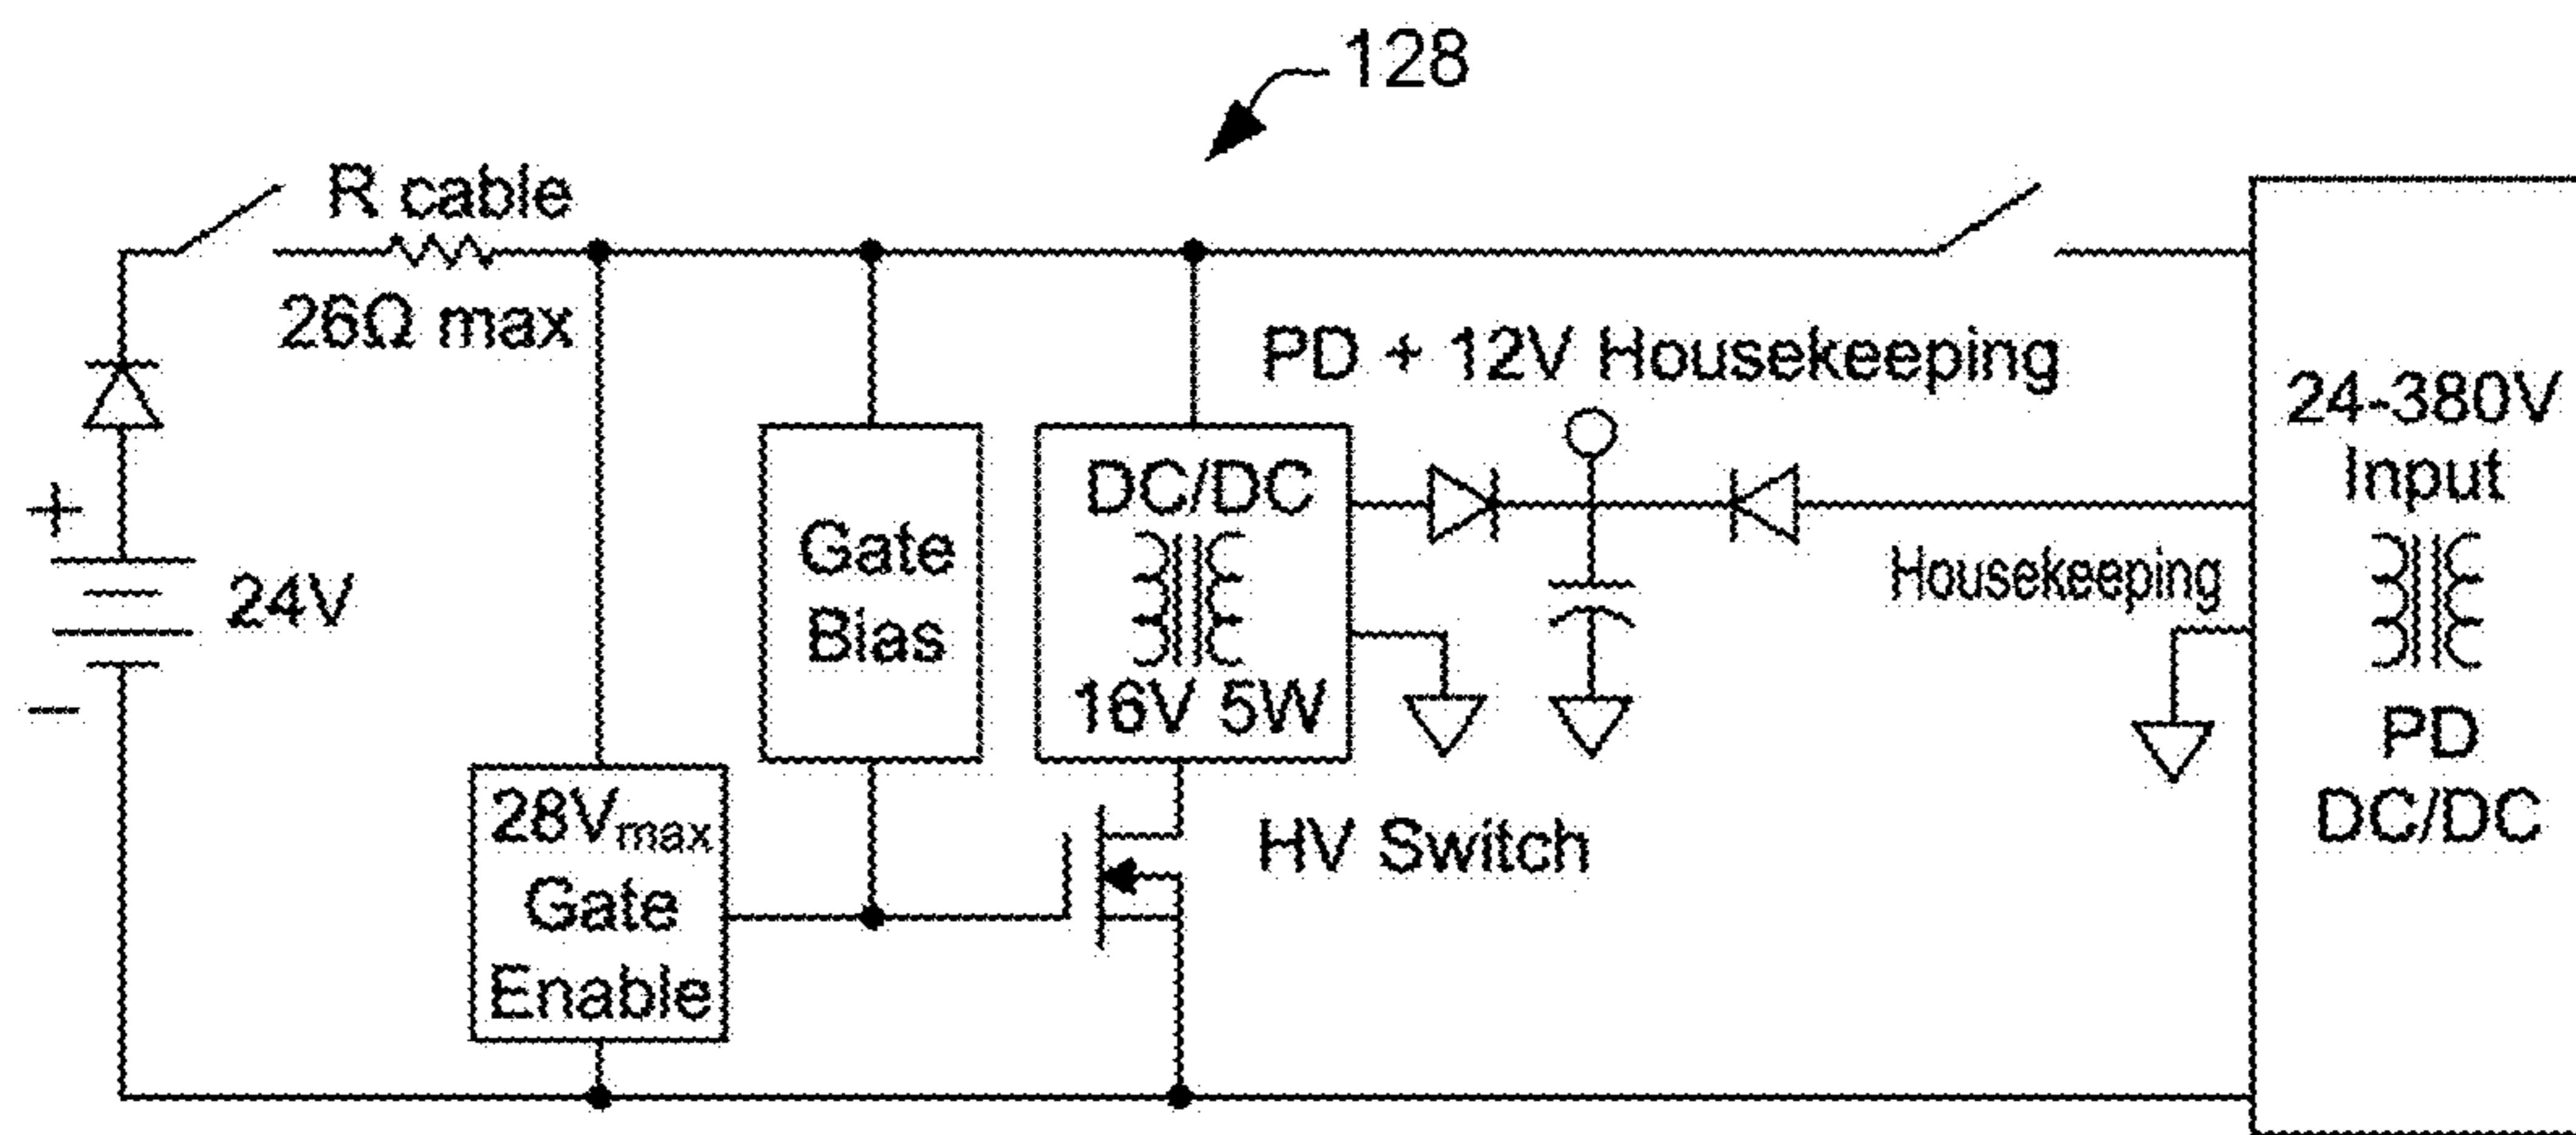 128
R cable
26Ω max
24V
+
−
PD + 12V Housekeeping
DC/DC
16V 5W
Gate
Bias
28Vmax
Gate
Enable
HV Switch
Housekeeping
24-380V
Input
PD
DC/DC